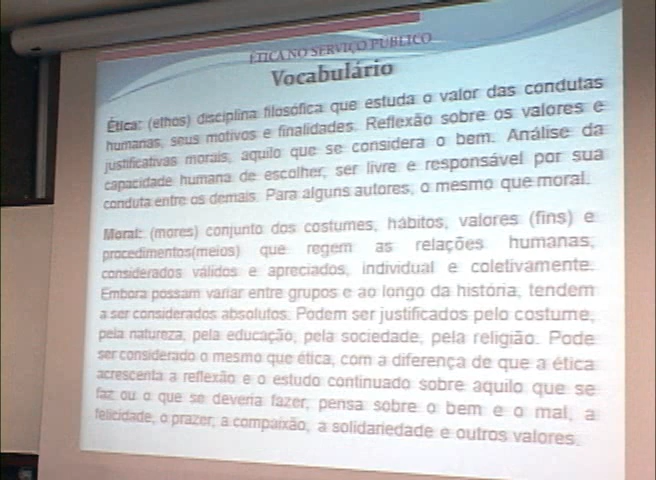 ÉTICA NO SERVIÇO PÚBLICO
Vocabulário
Ética: (ethos) disciplina filosófica que estuda o valor das condutas
humanas, seus motivos e finalidades. Reflexão sobre os valores e
justificativas morais, aquilo que se considera o bem. Análise da
capacidade humana de escolher, ser livre e responsável por sua
conduta entre os demais. Para alguns autores, o mesmo que moral.
Moral: (mores) conjunto dos costumes, hábitos, valores (fins) e
procedimentos(meios) que regem as relações humanas,
considerados válidos e apreciados, individual e coletivamente.
Embora possam variar entre grupos e ao longo da história, tendem
a ser considerados absolutos. Podem ser justificados pelo costume,
pela natureza, pela educação, pela sociedade, pela religião. Pode
ser considerado o mesmo que ética, com a diferença de que a ética
acrescenta a reflexão e o estudo continuado sobre aquilo que se
faz ou o que se deveria fazer, pensa sobre o bem e o mal, a
felicidade, o prazer, a compaixão, a solidariedade e outros valores.